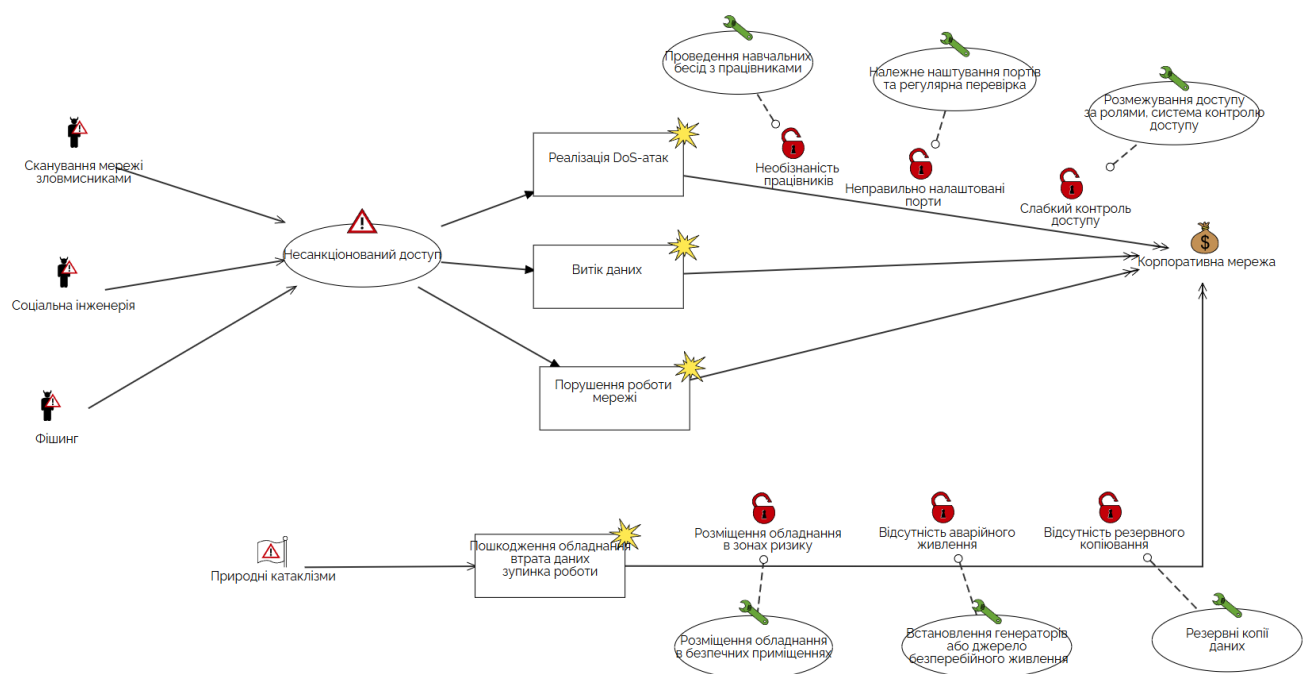 Проведення навчальних
бесід з працівниками
Належне наштування портів
та регулярна перевірка
Розмежування доступу
за ролями, система контролю
доступу
Сканування мережі
зловмисниками
Реалізація DoS-атак
Необізнаність
працівників
Неправильно налаштовані
порти
Слабкий контроль
доступу
Несанкціонований доступ
Витік даних
$
Корпоративна мережа
Соціальна інженерія
Порушення роботи
мережі
Фішинг
Природні катаклізми
Пошкодження обладнання
втрата даних
зупинка роботи
Розміщення обладнання
в зонах ризику
Відсутність аварійного
живлення
Відсутність резервного
копіювання
Розміщення обладнання
в безпечних приміщеннях
Встановлення генераторів
або джерело
безперебійного живлення
Резервні копії
даних